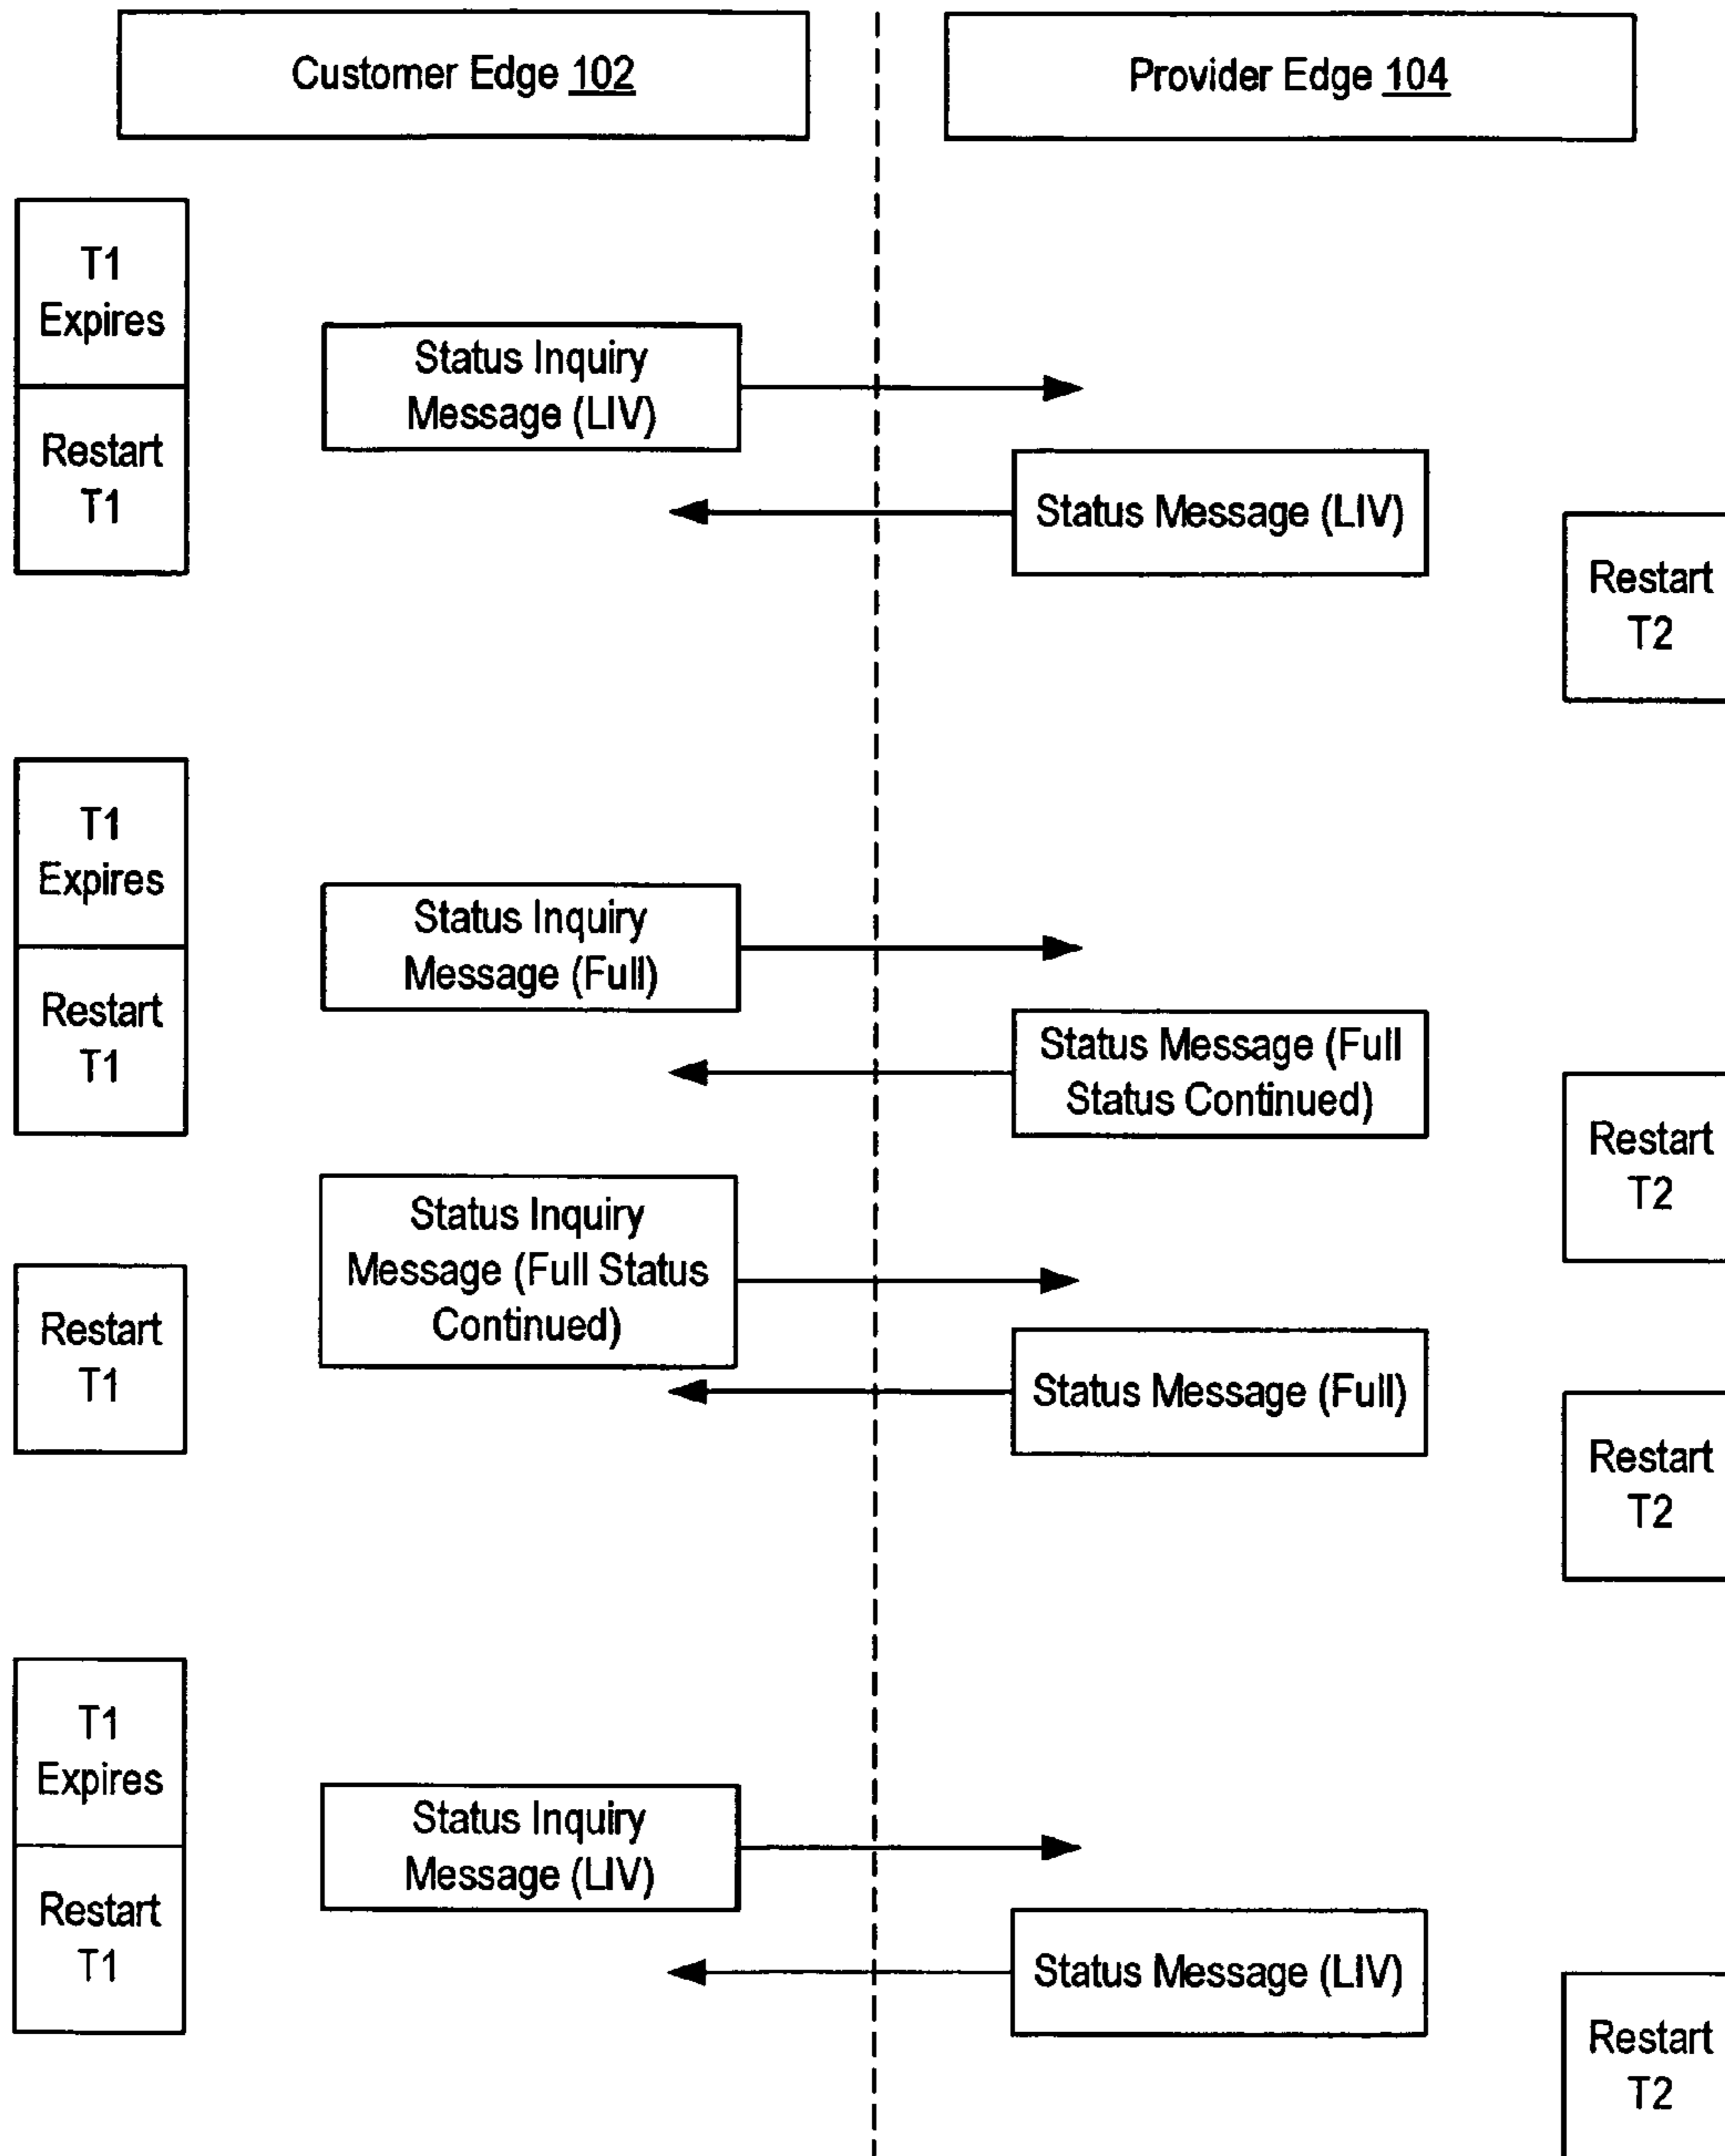 Customer Edge 102
Provider Edge 104
T1
Expires
Status Inquiry
Message (LIV)
Restart
T1
Status Message (LIV)
Restart
T2
T1
Expires
Status Inquiry
Message (Full)
Restart
T1
Status Message (Full
Status Continued)
Restart
T2
Status Inquiry
Message (Full Status
Continued)
Restart
T1
Status Message (Full)
Restart
T2
T1
Expires
Status Inquiry
Message (LIV)
Restart
T1
Status Message (LIV)
Restart
T2